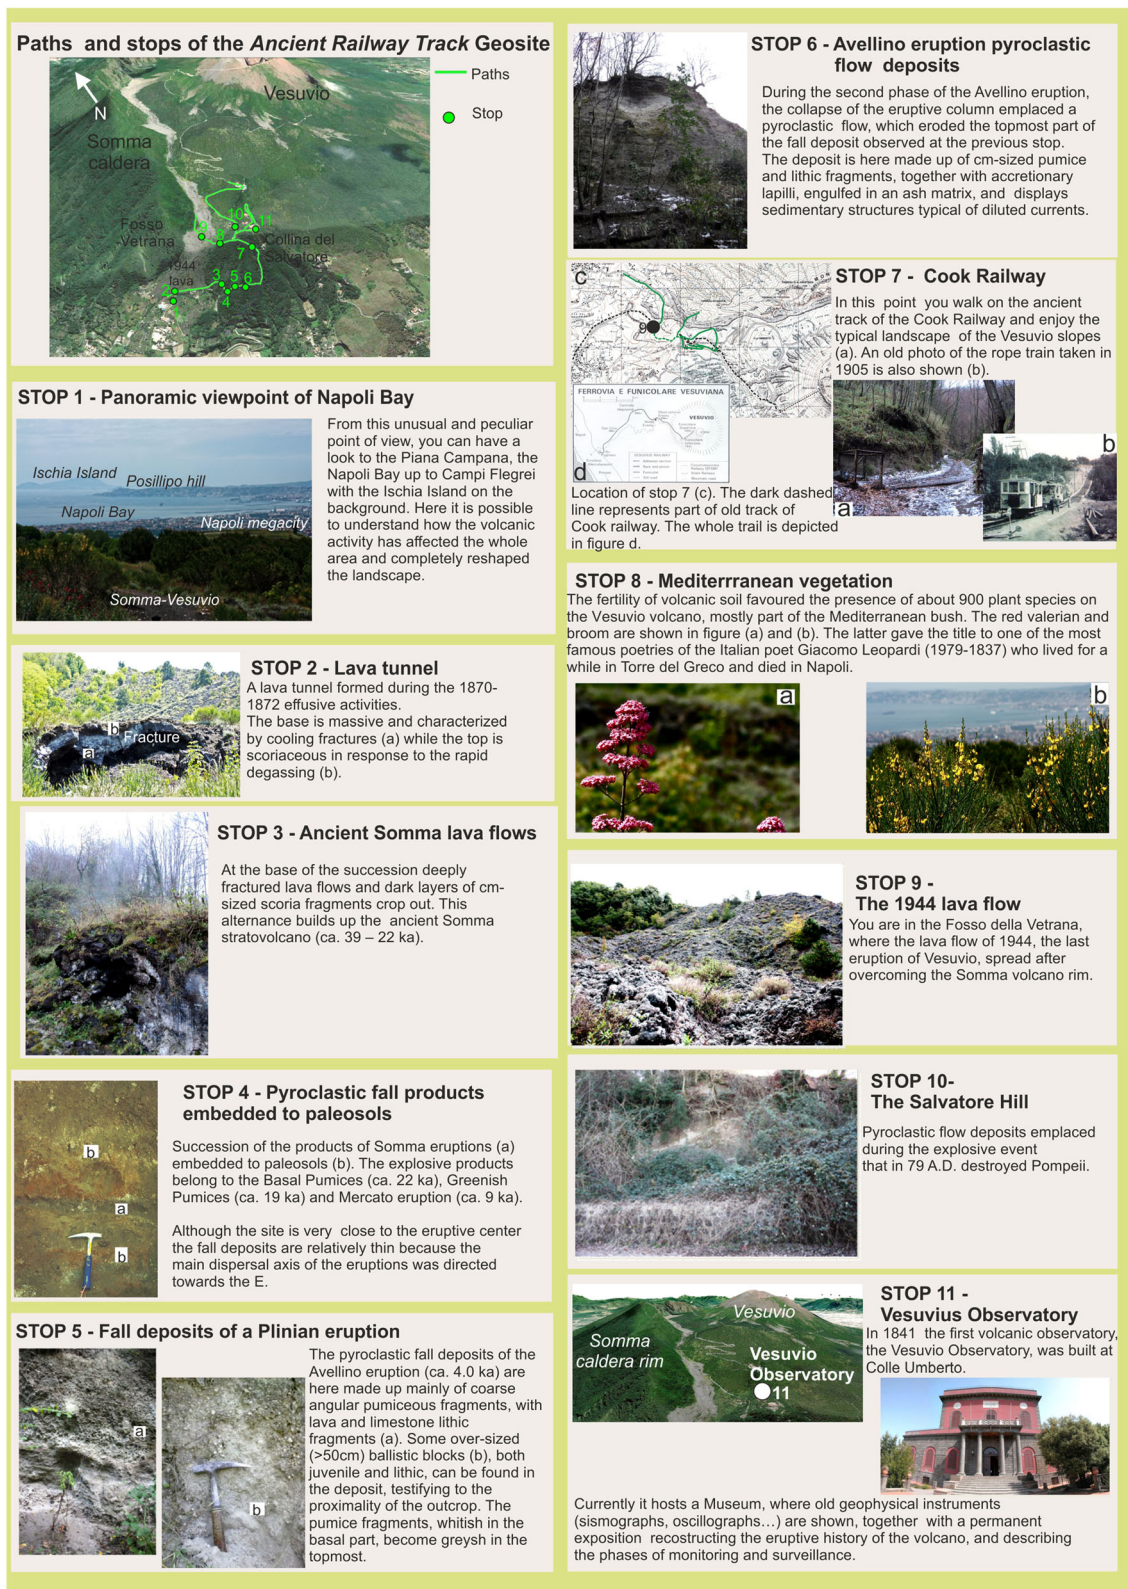 Paths and stops of the Ancient Railway Track Geosite
N
Vesuvio
Somma
caldera
Fosso
Vetrana
1944
lava
Collina del
Salvatore
9
10
11
8
7
3
5
6
4
2
1
Paths
Stop
STOP 1 - Panoramic viewpoint of Napoli Bay
Ischia Island
Posillipo hill
Napoli Bay
Napoli megacity
Somma-Vesuvio
From this unusual and peculiar
point of view, you can have a
look to the Piana Campana, the
Napoli Bay up to Campi Flegrei
with the Ischia Island on the
background. Here it is possible
to understand how the volcanic
activity has affected the whole
area and completely reshaped
the landscape.
STOP 2 - Lava tunnel
b
Fracture
a
A lava tunnel formed during the 1870-
1872 effusive activities.
The base is massive and characterized
by cooling fractures (a) while the top is
scoriaceous in response to the rapid
degassing (b).
STOP 3 - Ancient Somma lava flows
At the base of the succession deeply
fractured lava flows and dark layers of cm-
sized scoria fragments crop out. This
alternance builds up the ancient Somma
stratovolcano (ca. 39 – 22 ka).
STOP 4 - Pyroclastic fall products
embedded to paleosols
b
a
b
Succession of the products of Somma eruptions (a)
embedded to paleosols (b). The explosive products
belong to the Basal Pumices (ca. 22 ka), Greenish
Pumices (ca. 19 ka) and Mercato eruption (ca. 9 ka).
Although the site is very close to the eruptive center
the fall deposits are relatively thin because the
main dispersal axis of the eruptions was directed
towards the E.
STOP 5 - Fall deposits of a Plinian eruption
a
b
The pyroclastic fall deposits of the
Avellino eruption (ca. 4.0 ka) are
here made up mainly of coarse
angular pumiceous fragments, with
lava and limestone lithic
fragments (a). Some over-sized
(>50cm) ballistic blocks (b), both
juvenile and lithic, can be found in
the deposit, testifying to the
proximality of the outcrop. The
pumice fragments, whitish in the
basal part, become greysh in the
topmost.
STOP 6 - Avellino eruption pyroclastic
flow deposits
During the second phase of the Avellino eruption,
the collapse of the eruptive column emplaced a
pyroclastic flow, which eroded the topmost part of
the fall deposit observed at the previous stop.
The deposit is here made up of cm-sized pumice
and lithic fragments, together with accretionary
lapilli, engulfed in an ash matrix, and displays
sedimentary structures typical of diluted currents.
STOP 7 - Cook Railway
c
9
FERROVIA E FUNICOLARE VESUVIANA
VESUVIO
d
In this point you walk on the ancient
track of the Cook Railway and enjoy the
typical landscape of the Vesuvio slopes
(a). An old photo of the rope train taken in
1905 is also shown (b).
a
b
Location of stop 7 (c). The dark dashed
line represents part of old track of
Cook railway. The whole trail is depicted
in figure d.
STOP 8 - Mediterrranean vegetation
The fertility of volcanic soil favoured the presence of about 900 plant species on
the Vesuvio volcano, mostly part of the Mediterranean bush. The red valerian and
broom are shown in figure (a) and (b). The latter gave the title to one of the most
famous poetries of the Italian poet Giacomo Leopardi (1979-1837) who lived for a
while in Torre del Greco and died in Napoli.
a
b
STOP 9 -
The 1944 lava flow
You are in the Fosso della Vetrana,
where the lava flow of 1944, the last
eruption of Vesuvio, spread after
overcoming the Somma volcano rim.
STOP 10-
The Salvatore Hill
Pyroclastic flow deposits emplaced
during the explosive event
that in 79 A.D. destroyed Pompeii.
STOP 11 -
Vesuvius Observatory
Vesuvio
Somma
caldera rim
Vesuvio
Observatory
11
In 1841 the first volcanic observatory,
the Vesuvio Observatory, was built at
Colle Umberto.
Currently it hosts a Museum, where old geophysical instruments
(sismographs, oscillographs...) are shown, together with a permanent
exposition recostructing the eruptive history of the volcano, and describing
the phases of monitoring and surveillance.